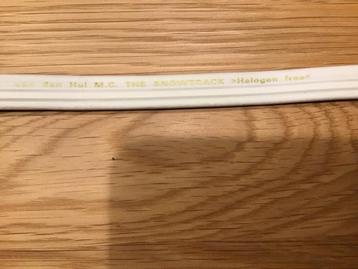 van den Hul M.C. THE SNOWTRACK >Halogen free<